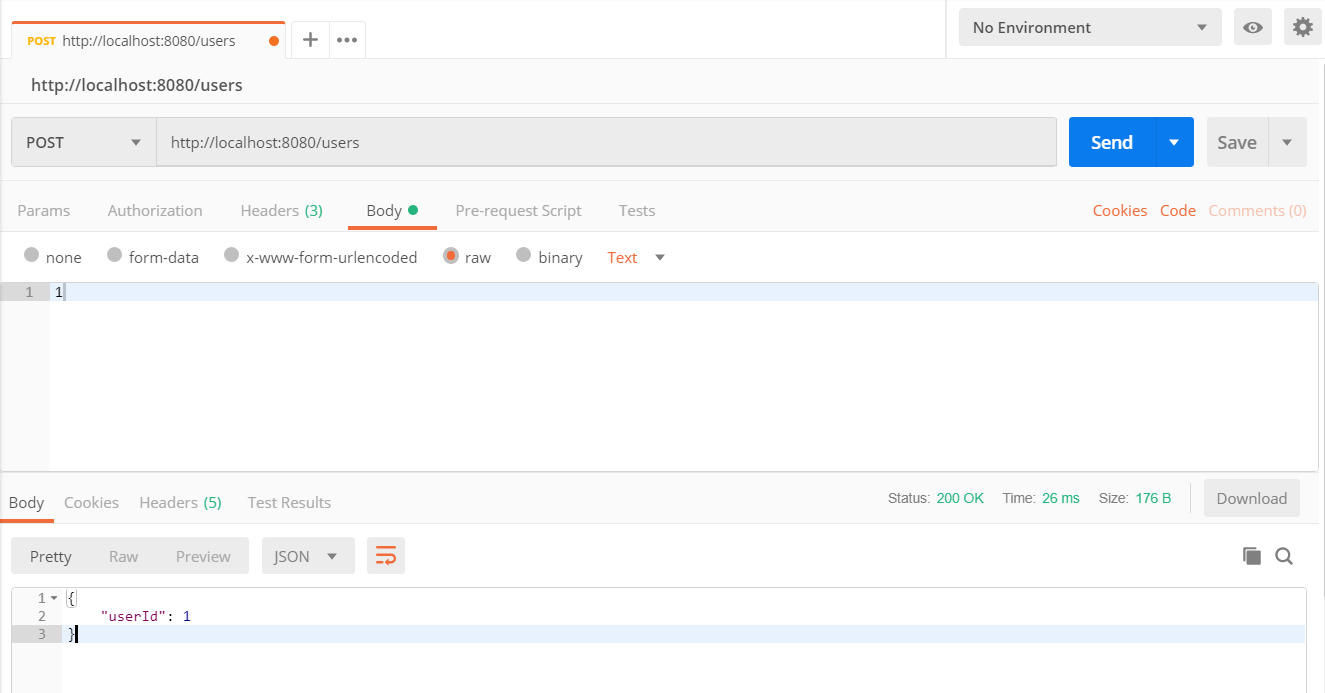 POST http://localhost:8080/users
No Environment
http://localhost:8080/users
POST http://localhost:8080/users Send Save
Params Authorization Headers (3) Body Pre-request Script Tests Cookies Code Comments (0)
none form-data x-www-form-urlencoded raw binary Text
1 1
Body Cookies Headers (5) Test Results Status: 200 OK Time: 26 ms Size: 176 B Download
Pretty Raw Preview JSON
1 {
2 "userId": 1
3 }